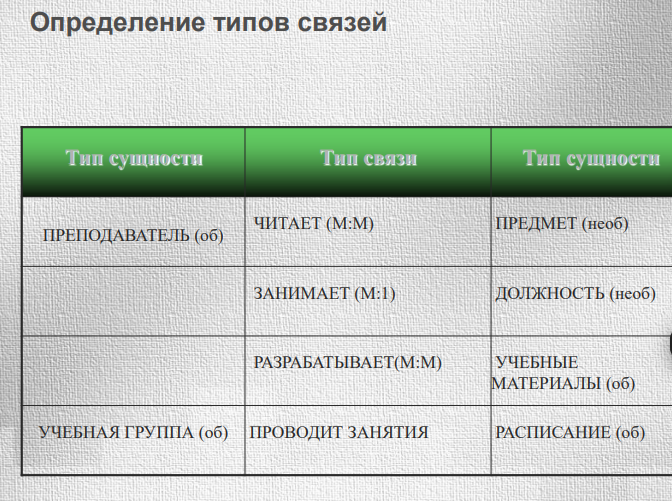 Определение типов связей
Тип сущности Тип связи Тип сущности
ПРЕПОДАВАТЕЛЬ (об) ЧИТАЕТ (М:М) ПРЕДМЕТ (необ)
ЗАНИМАЕТ (М:1) ДОЛЖНОСТЬ (необ)
РАЗРАБАТЫВАЕТ(М:М) УЧЕБНЫЕ
МАТЕРИАЛЫ (об)
УЧЕБНАЯ ГРУППА (об) ПРОВОДИТ ЗАНЯТИЯ РАСПИСАНИЕ (об)